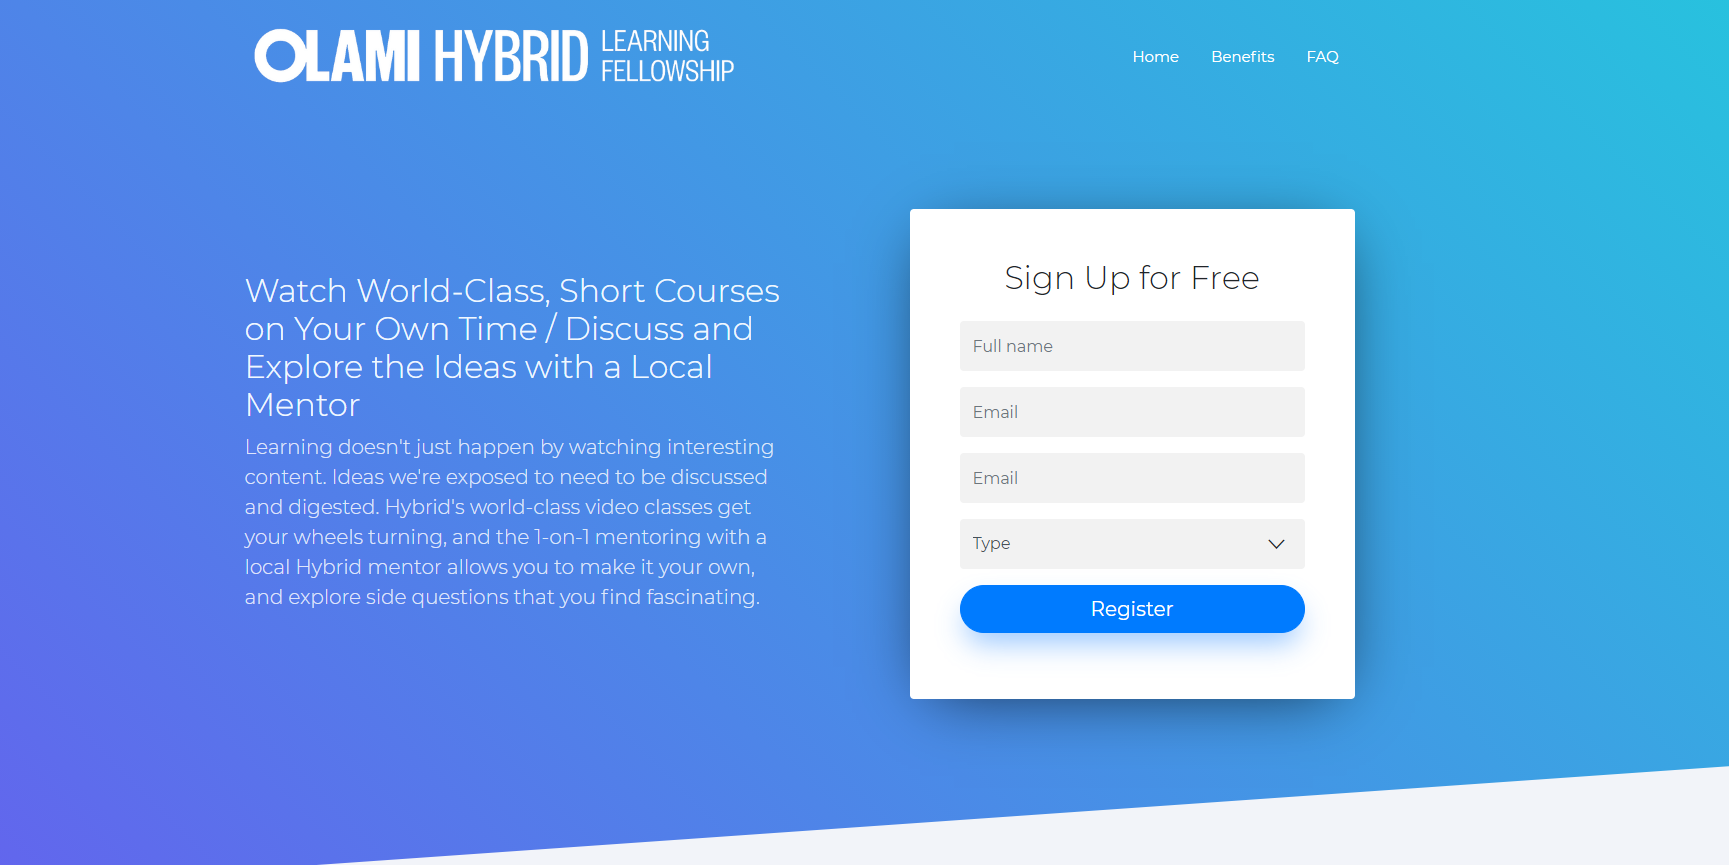 OLAMI HYBRID LEARNING FELLOWSHIP
Home Benefits FAQ
Watch World-Class, Short Courses
on Your Own Time / Discuss and
Explore the Ideas with a Local
Mentor
Learning doesn't just happen by watching interesting
content. Ideas we're exposed to need to be discussed
and digested. Hybrid's world-class video classes get
your wheels turning, and the 1-on-1 mentoring with a
local Hybrid mentor allows you to make it your own,
and explore side questions that you find fascinating.
Sign Up for Free
Full name
Email
Email
Type
Register